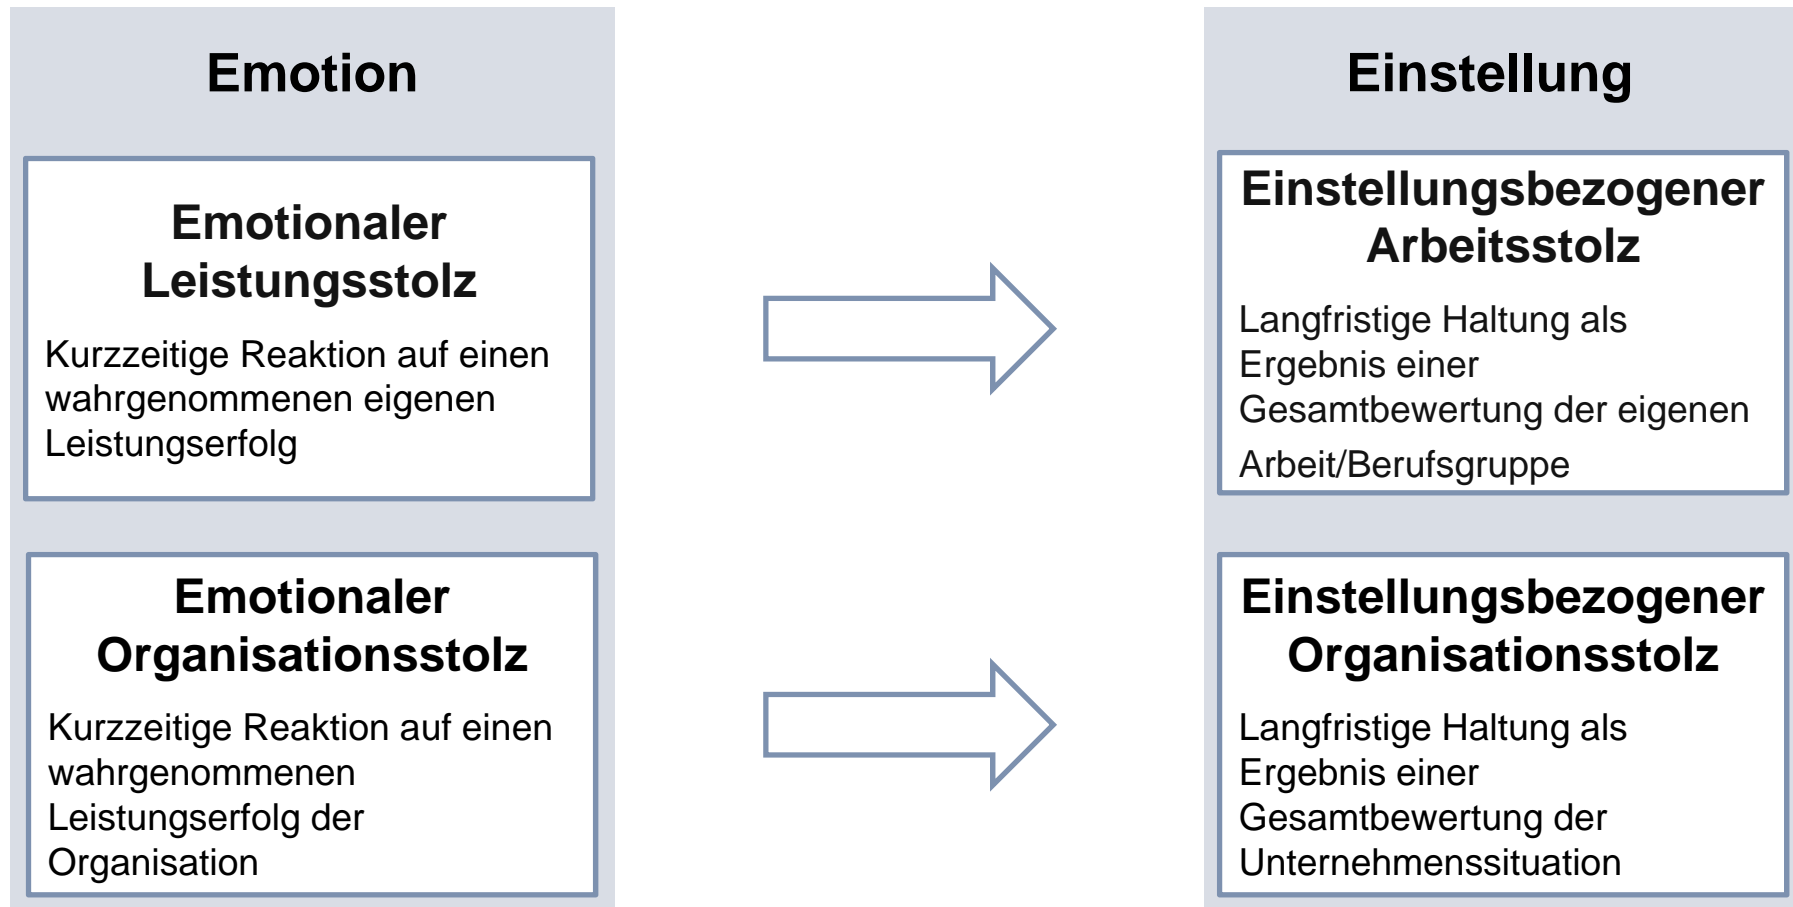 Emotion
Emotionaler
Leistungsstolz
Kurzzeitige Reaktion auf einen
wahrgenommenen eigenen
Leistungserfolg
Emotionaler
Organisationsstolz
Kurzzeitige Reaktion auf einen
wahrgenommenen
Leistungserfolg der
Organisation
Einstellung
Einstellungsbezogener
Arbeitsstolz
Langfristige Haltung als
Ergebnis einer
Gesamtbewertung der eigenen
Arbeit/Berufsgruppe
Einstellungsbezogener
Organisationsstolz
Langfristige Haltung als
Ergebnis einer
Gesamtbewertung der
Unternehmenssituation